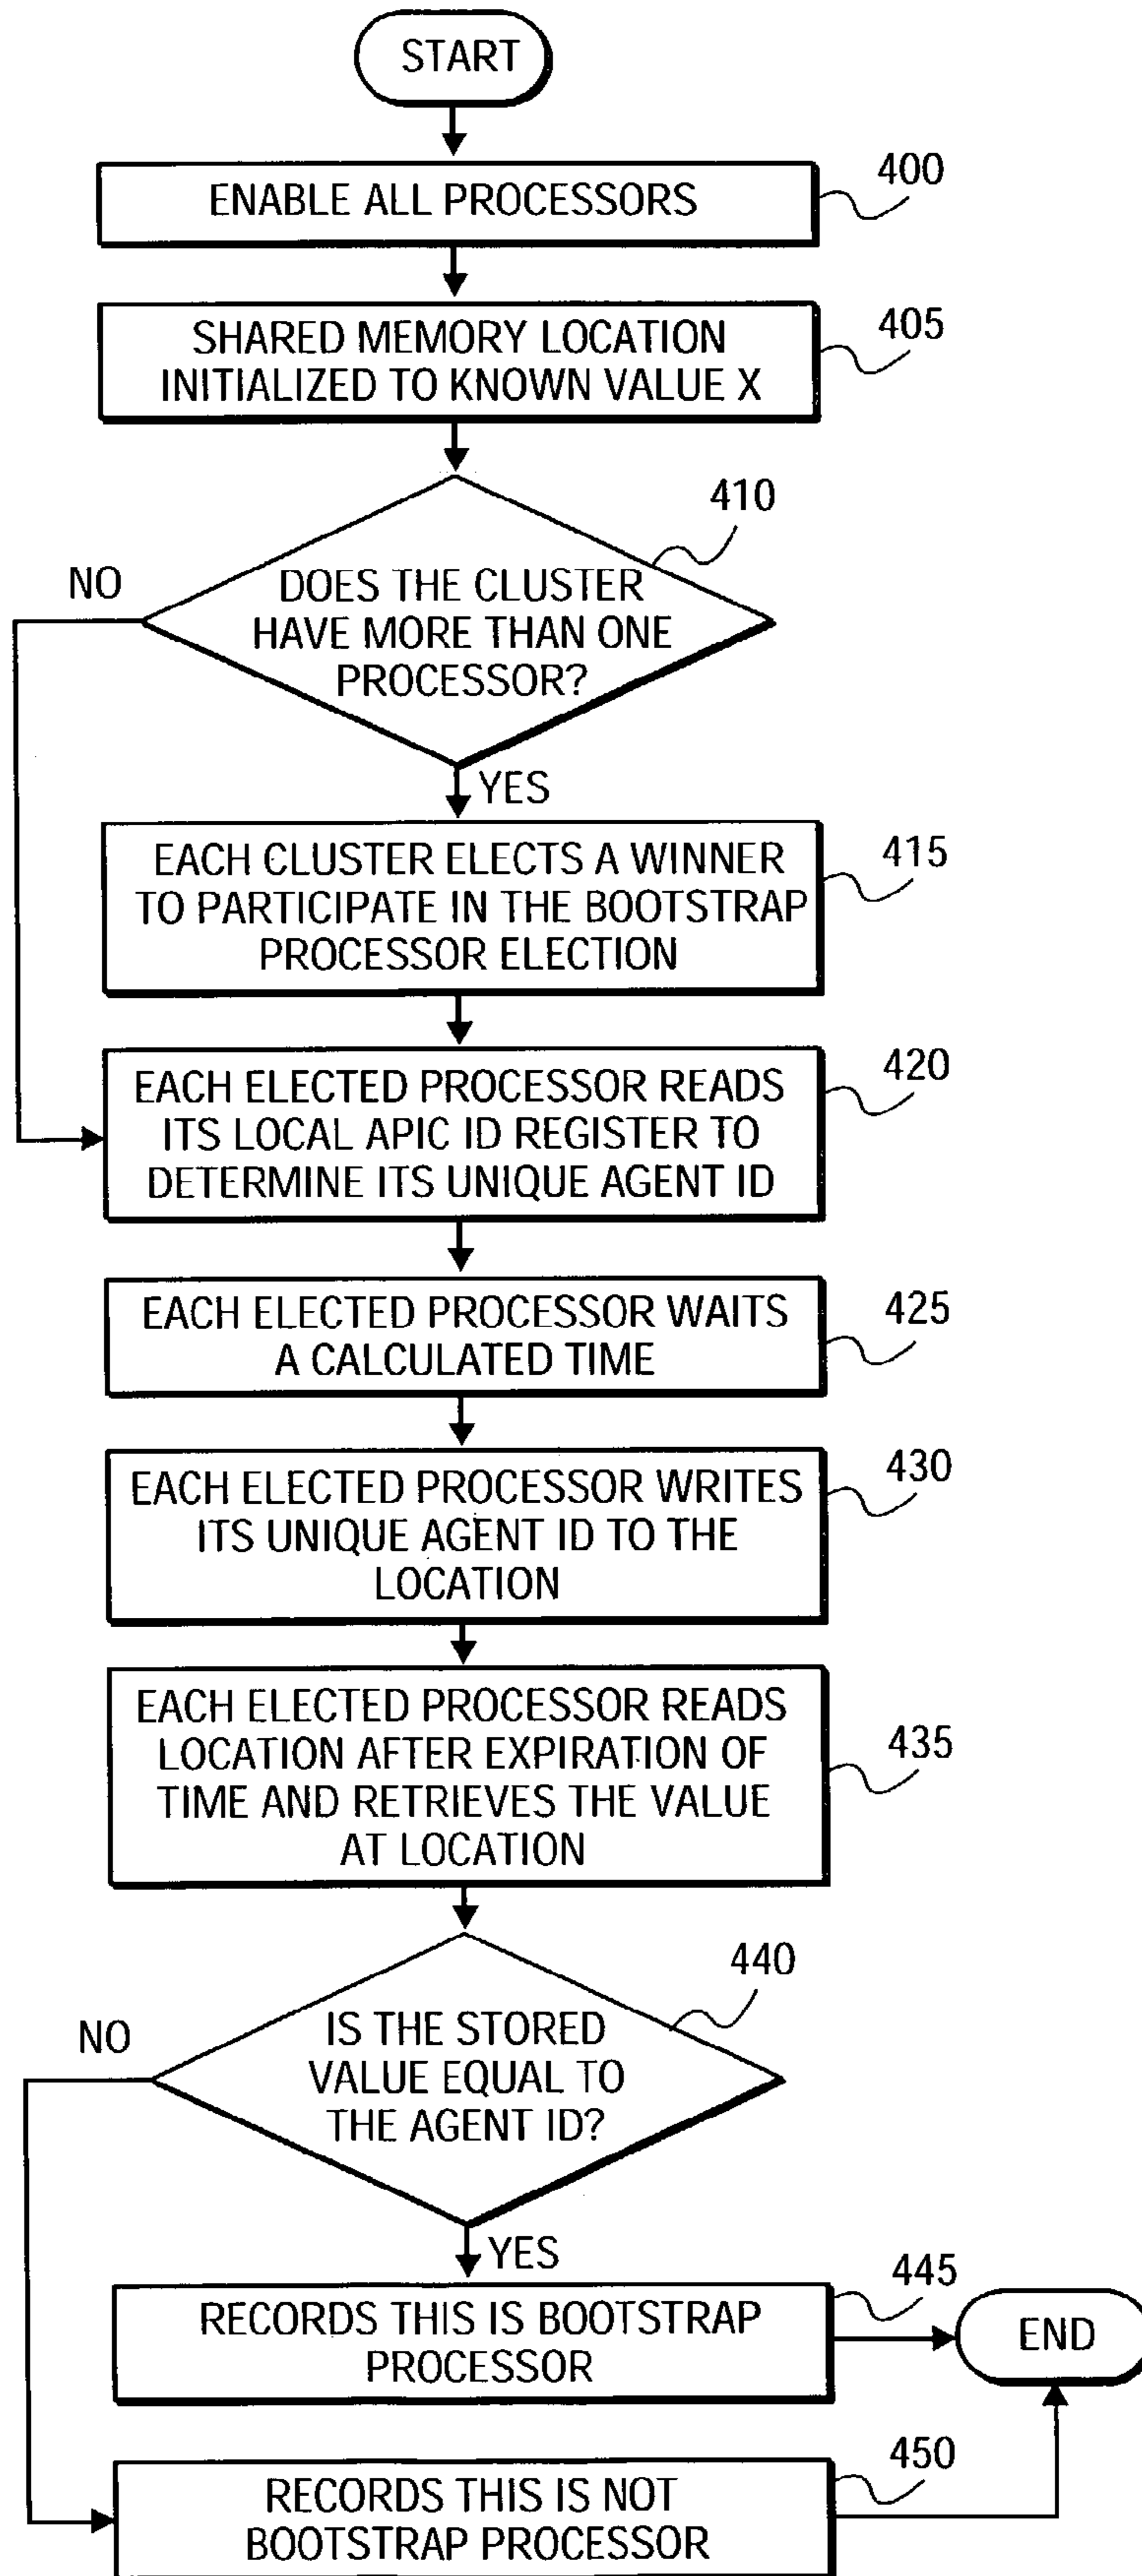 START
ENABLE ALL PROCESSORS
400
SHARED MEMORY LOCATION
INITIALIZED TO KNOWN VALUE X
405
410
NO
DOES THE CLUSTER
HAVE MORE THAN ONE
PROCESSOR?
YES
EACH CLUSTER ELECTS A WINNER
TO PARTICIPATE IN THE BOOTSTRAP
PROCESSOR ELECTION
415
EACH ELECTED PROCESSOR READS
ITS LOCAL APIC ID REGISTER TO
DETERMINE ITS UNIQUE AGENT ID
420
EACH ELECTED PROCESSOR WAITS
A CALCULATED TIME
425
EACH ELECTED PROCESSOR WRITES
ITS UNIQUE AGENT ID TO THE
LOCATION
430
EACH ELECTED PROCESSOR READS
LOCATION AFTER EXPIRATION OF
TIME AND RETRIEVES THE VALUE
AT LOCATION
435
440
NO
IS THE STORED
VALUE EQUAL TO
THE AGENT ID?
YES
RECORDS THIS IS BOOTSTRAP
PROCESSOR
445
END
RECORDS THIS IS NOT
BOOTSTRAP PROCESSOR
450